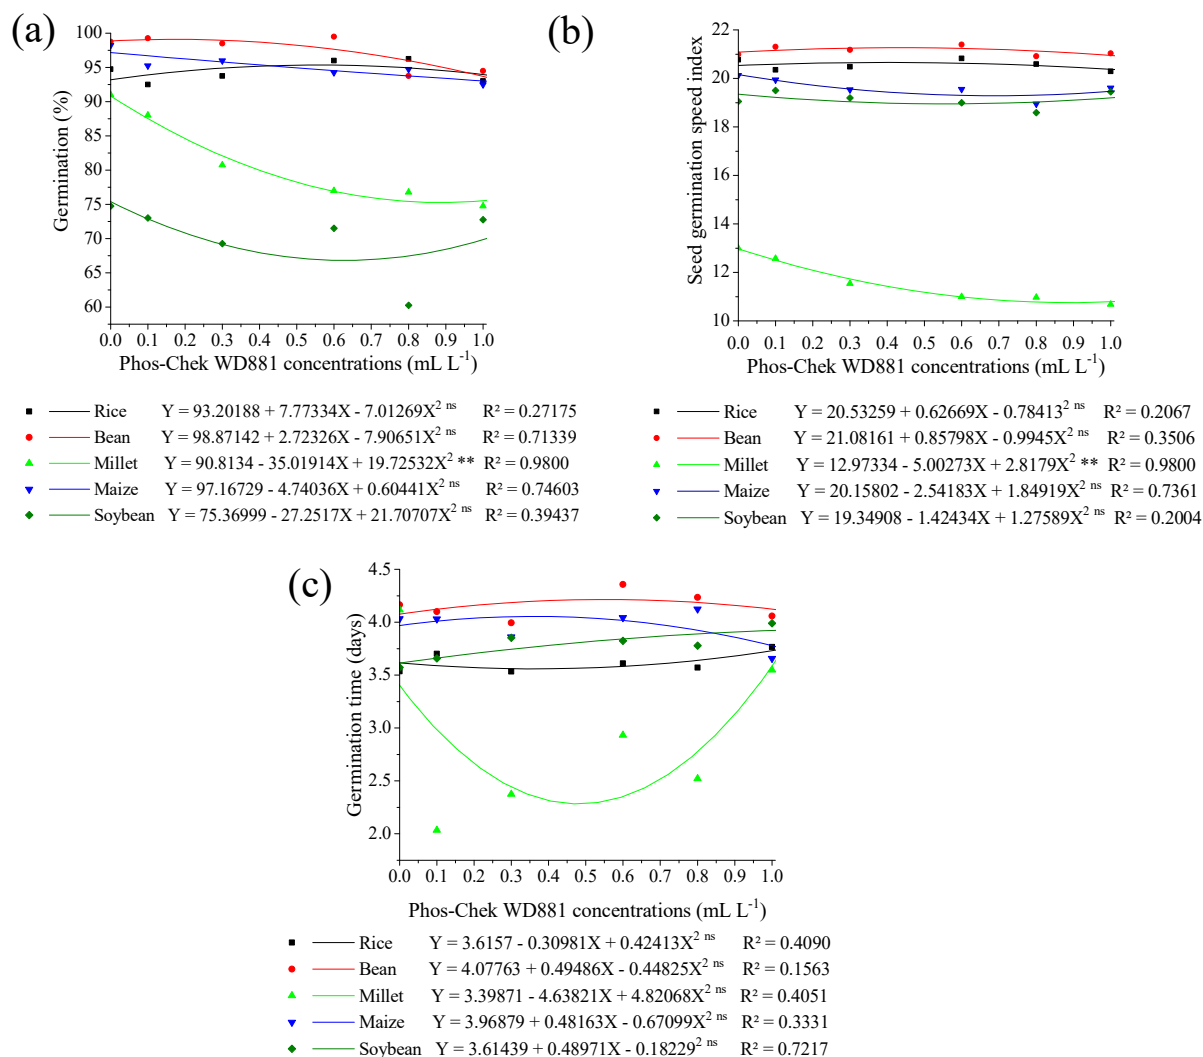 (a)
100
95
90
85
80
75
70
65
60
Germination (%)
0.0 0.1 0.2 0.3 0.4 0.5 0.6 0.7 0.8 0.9 1.0
Phos-Chek WD881 concentrations (mL L⁻¹)
Rice Y = 93.20188 + 7.77334X - 7.01269X² ⁿˢ R² = 0.27175
Bean Y = 98.87142 + 2.72326X - 7.90651X² ⁿˢ R² = 0.71339
Millet Y = 90.8134 - 35.01914X + 19.72532X² ** R² = 0.9800
Maize Y = 97.16729 - 4.74036X + 0.60441X² ⁿˢ R² = 0.74603
Soybean Y = 75.36999 - 27.2517X + 21.70707X² ⁿˢ R² = 0.39437
(b)
22
20
18
16
14
12
10
Seed germination speed index
0.0 0.1 0.2 0.3 0.4 0.5 0.6 0.7 0.8 0.9 1.0
Phos-Chek WD881 concentrations (mL L⁻¹)
Rice Y = 20.53259 + 0.62669X - 0.78413² ⁿˢ R² = 0.2067
Bean Y = 21.08161 + 0.85798X - 0.9945X² ⁿˢ R² = 0.3506
Millet Y = 12.97334 - 5.00273X + 2.8179X² ** R² = 0.9800
Maize Y = 20.15802 - 2.54183X + 1.84919X² ⁿˢ R² = 0.7361
Soybean Y = 19.34908 - 1.42434X + 1.27589X² ⁿˢ R² = 0.2004
(c)
4.5
4.0
3.5
3.0
2.5
2.0
Germination time (days)
0.0 0.1 0.2 0.3 0.4 0.5 0.6 0.7 0.8 0.9 1.0
Phos-Chek WD881 concentrations (mL L⁻¹)
Rice Y = 3.6157 - 0.30981X + 0.42413X² ⁿˢ R² = 0.4090
Bean Y = 4.07763 + 0.49486X - 0.44825X² ⁿˢ R² = 0.1563
Millet Y = 3.39871 - 4.63821X + 4.82068X² ⁿˢ R² = 0.4051
Maize Y = 3.96879 + 0.48163X - 0.67099X² ⁿˢ R² = 0.3331
Soybean Y = 3.61439 + 0.48971X - 0.18229² ⁿˢ R² = 0.7217